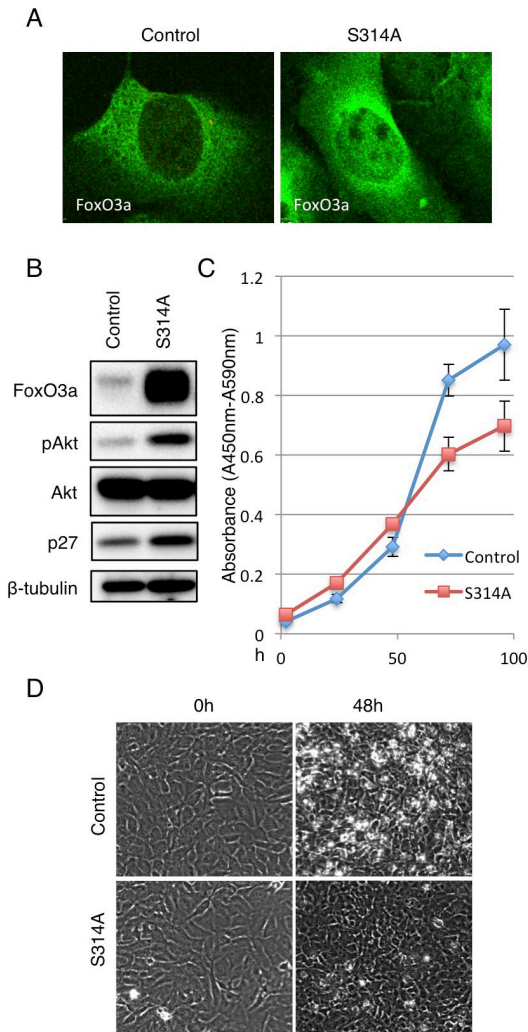 A
Control S314A
FoxO3a FoxO3a
B
Control
S314A
FoxO3a
pAkt
Akt
p27
β-tubulin
C
Absorbance (A450nm-A590nm)
1.2
1
0.8
0.6
0.4
0.2
0
h
0 50 100
Control
S314A
D
0h 48h
Control
S314A